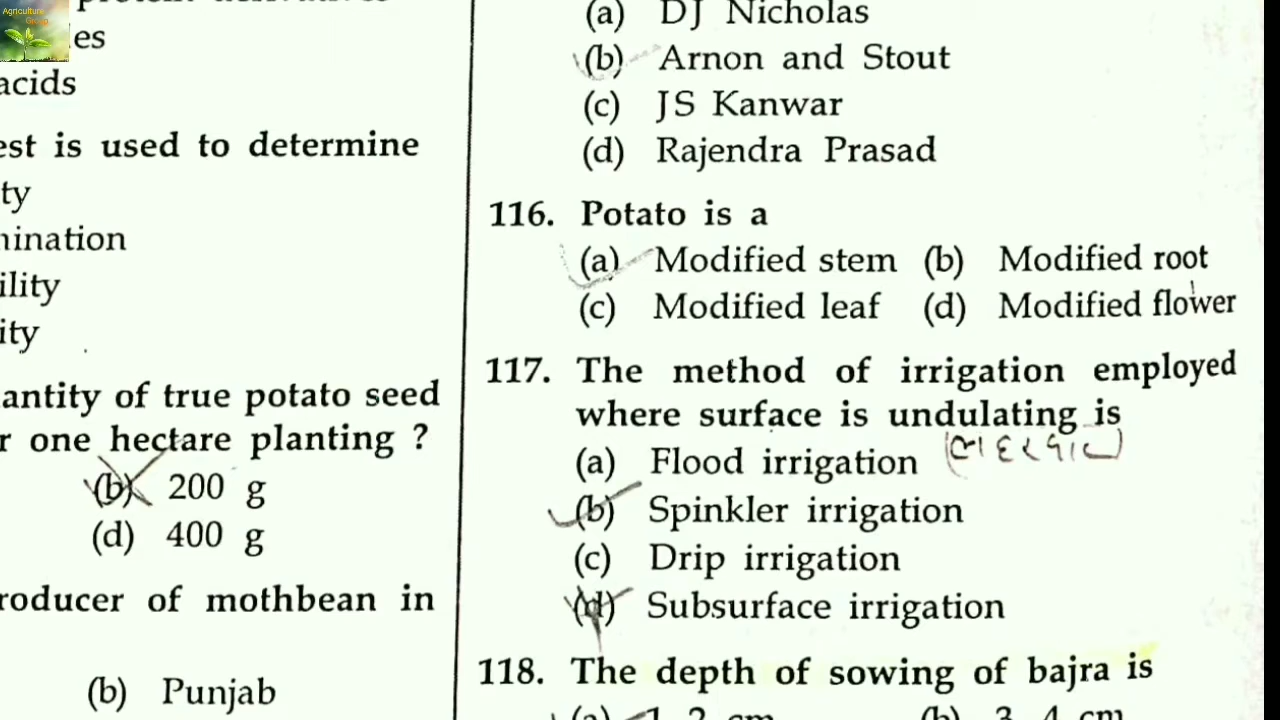 Agriculture
Group
es
acids
est is used to determine
ty
ility
ity
antity of true potato seed
r one hectare planting ?
(b) 200 g
(d) 400 g
roducer of mothbean in
(b) Punjab
(a) DJ Nicholas
(b) Arnon and Stout
(c) JS Kanwar
(d) Rajendra Prasad
116. Potato is a
(a) Modified stem (b) Modified root
(c) Modified leaf (d) Modified flower
117. The method of irrigation employed
where surface is undulating is
(a) Flood irrigation
(b) Spinkler irrigation
(c) Drip irrigation
(d) Subsurface irrigation
118. The depth of sowing of bajra is